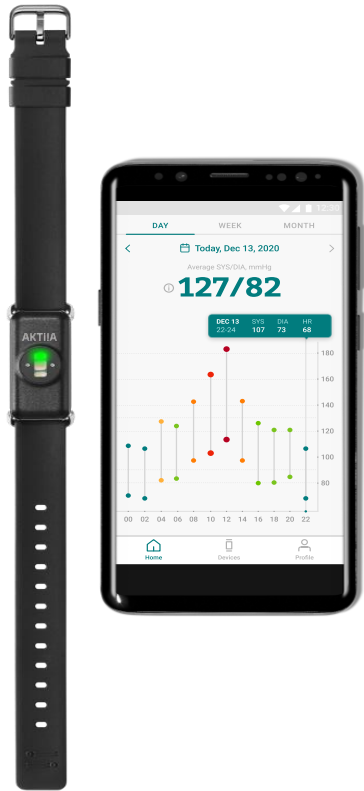 AKTIIA
12:30
DAY WEEK MONTH
Today, Dec 13, 2020
Average SYS/DIA, mmHg
127/82
DEC 13 SYS DIA HR
22-24 107 73 68
180
160
140
120
100
80
00 02 04 06 08 10 12 14 16 18 20 22
Home Devices Profile